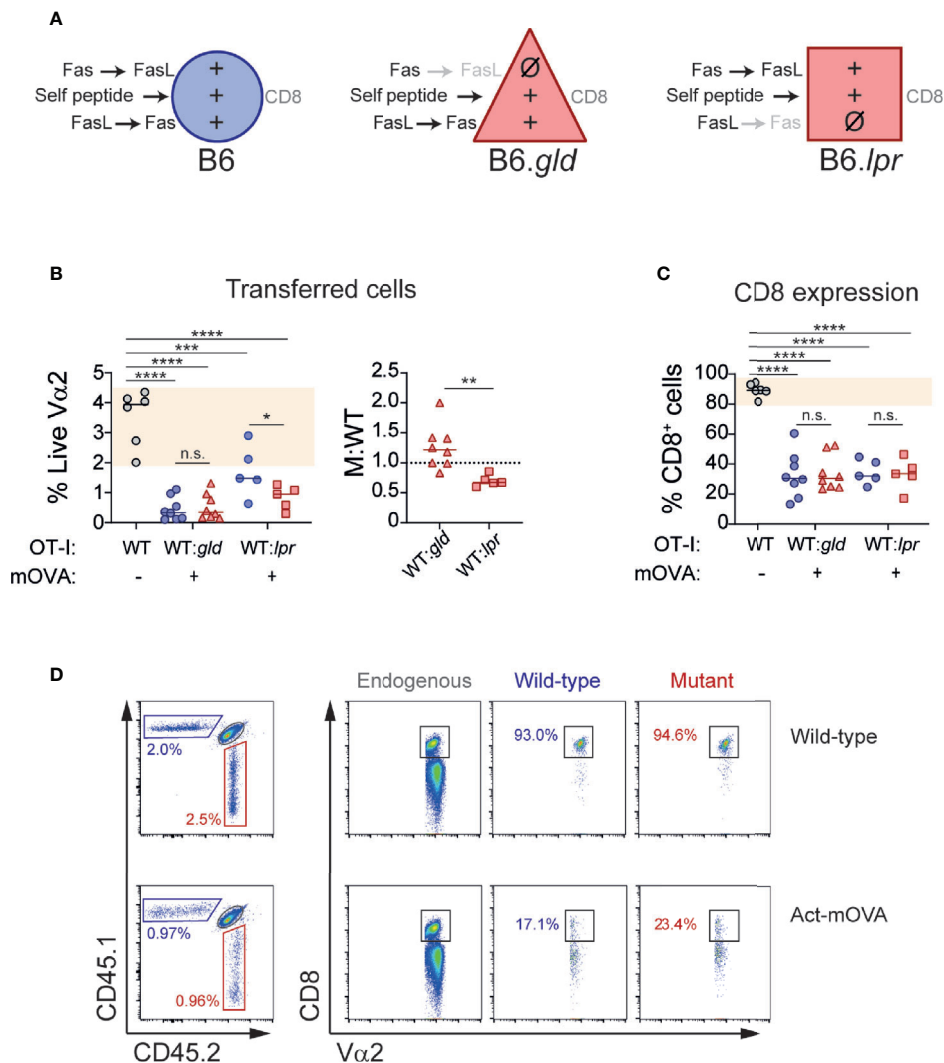 A
Fas → FasL +
Self peptide → + CD8
FasL → Fas +
B6
Fas → FasL Ø
Self peptide → + CD8
FasL → Fas +
B6.gld
Fas → FasL +
Self peptide → + CD8
FasL → Fas Ø
B6.lpr
B
Transferred cells
% Live Vα2
5
4
3
2
1
0
****
***
****
****
n.s.
*
OT-I: WT WT:gld WT:lpr
mOVA: - + +
M:WT
2.5
2.0
1.5
1.0
0.5
0.0
**
WT:gld
WT:lpr
C
CD8 expression
% CD8⁺ cells
100
80
60
40
20
0
****
****
****
****
n.s.
n.s.
OT-I: WT WT:gld WT:lpr
mOVA: - + +
D
Endogenous Wild-type Mutant
2.0%
2.5%
93.0%
94.6%
Wild-type
0.97%
0.96%
17.1%
23.4%
Act-mOVA
CD45.1
CD45.2
CD8
Vα2